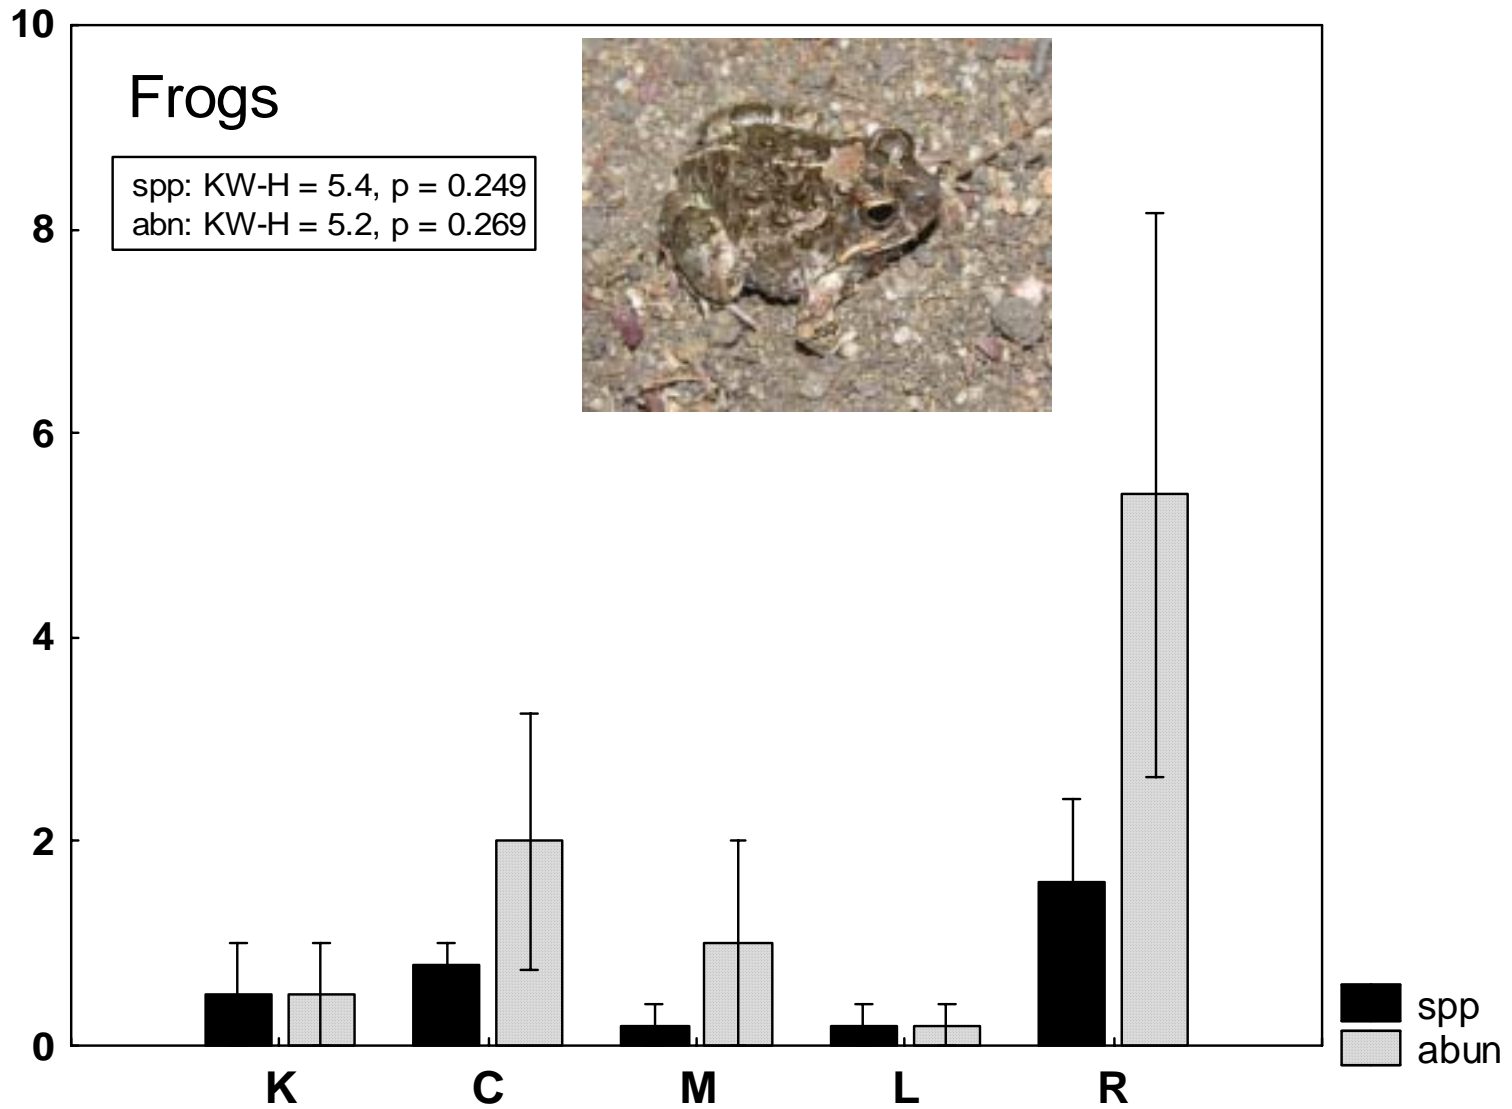 10
Frogs
spp: KW-H = 5.4, p = 0.249
abn: KW-H = 5.2, p = 0.269
8
6
4
2
0
K C M L R
spp
abun